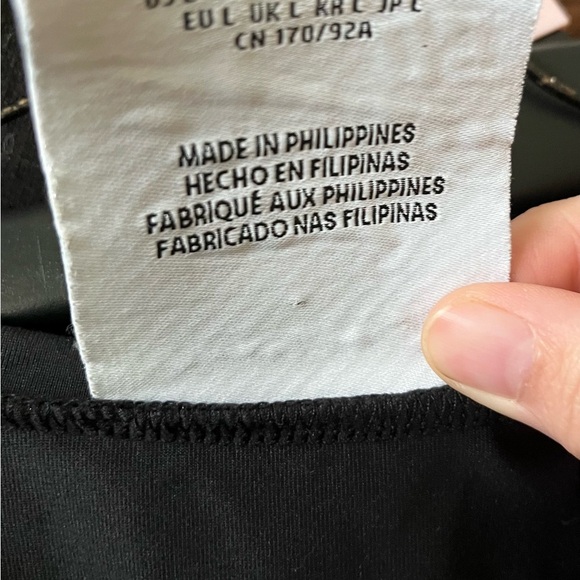 EU L UK L KR L JP L
CN 170/92A
MADE IN PHILIPPINES
HECHO EN FILIPINAS
FABRIQUÉ AUX PHILIPPINES
FABRICADO NAS FILIPINAS